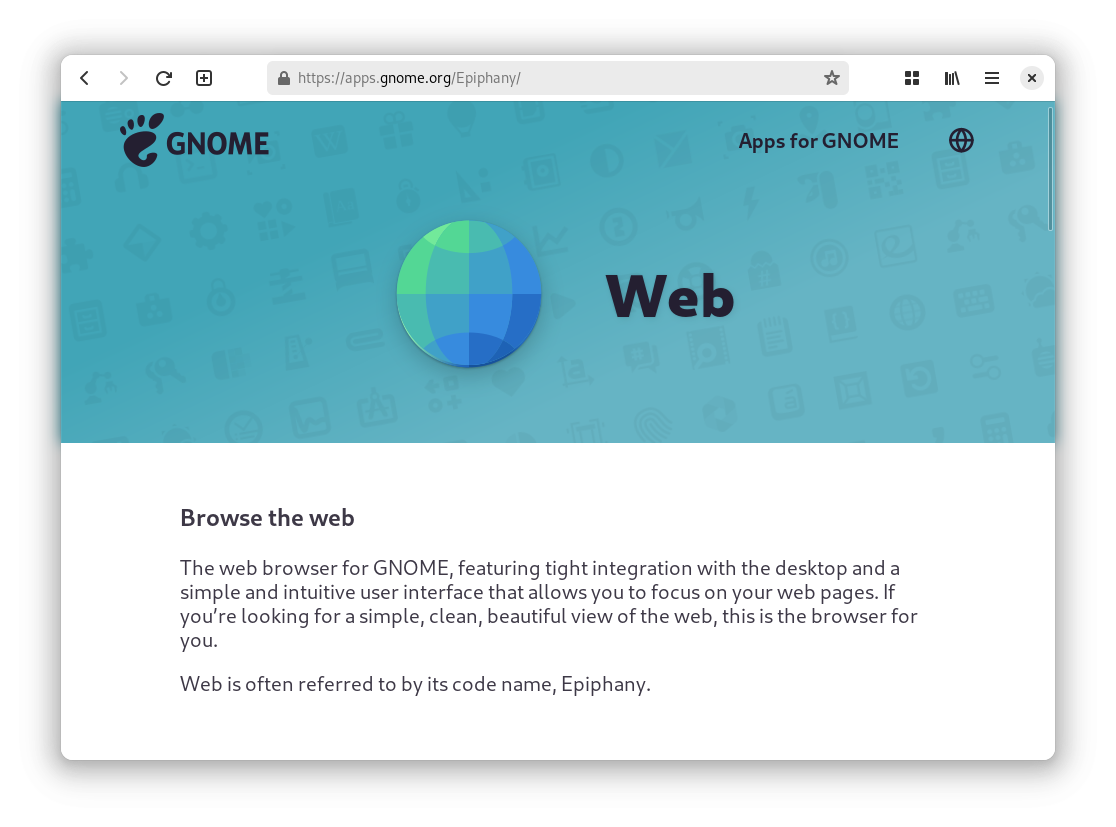 https://apps.gnome.org/Epiphany/
GNOME
Apps for GNOME
Web
Browse the web
The web browser for GNOME, featuring tight integration with the desktop and a
simple and intuitive user interface that allows you to focus on your web pages. If
you’re looking for a simple, clean, beautiful view of the web, this is the browser for
you.
Web is often referred to by its code name, Epiphany.